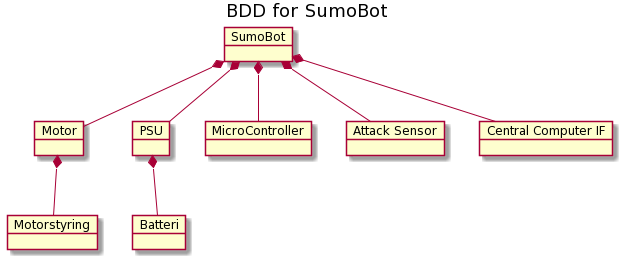 BDD for SumoBot
SumoBot
Motor
PSU
MicroController
Attack Sensor
Central Computer IF
Motorstyring
Batteri